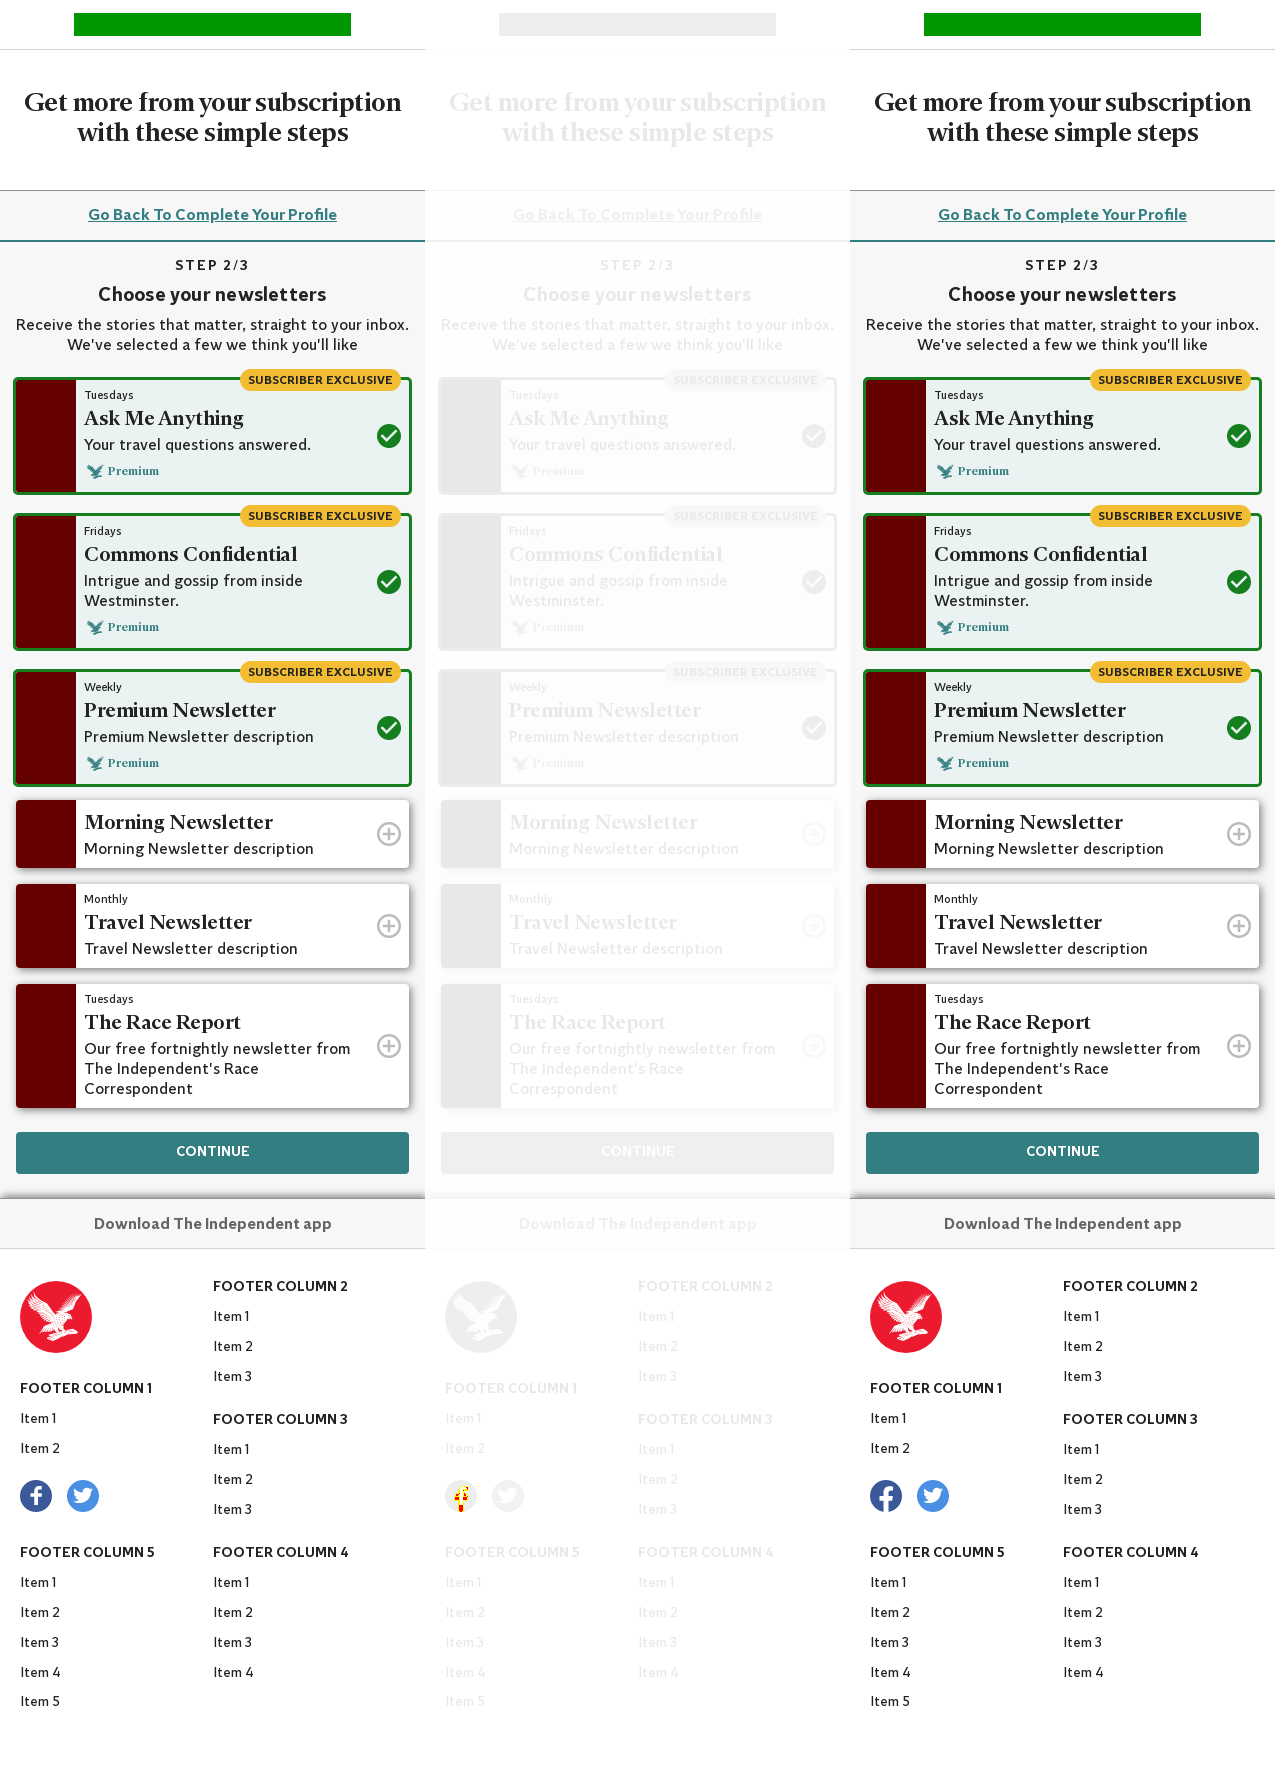 Get more from your subscription
with these simple steps
Go Back To Complete Your Profile
STEP 2/3
Choose your newsletters
Receive the stories that matter, straight to your inbox.
We've selected a few we think you'll like
SUBSCRIBER EXCLUSIVE
Tuesdays
Ask Me Anything
Your travel questions answered.
Premium
SUBSCRIBER EXCLUSIVE
Fridays
Commons Confidential
Intrigue and gossip from inside
Westminster.
Premium
SUBSCRIBER EXCLUSIVE
Weekly
Premium Newsletter
Premium Newsletter description
Premium
Morning Newsletter
Morning Newsletter description
Monthly
Travel Newsletter
Travel Newsletter description
Tuesdays
The Race Report
Our free fortnightly newsletter from
The Independent's Race
Correspondent
CONTINUE
Download The Independent app
FOOTER COLUMN 1
Item 1
Item 2
FOOTER COLUMN 5
Item 1
Item 2
Item 3
Item 4
Item 5
FOOTER COLUMN 2
Item 1
Item 2
Item 3
FOOTER COLUMN 3
Item 1
Item 2
Item 3
FOOTER COLUMN 4
Item 1
Item 2
Item 3
Item 4
Get more from your subscription
with these simple steps
Go Back To Complete Your Profile
STEP 2/3
Choose your newsletters
Receive the stories that matter, straight to your inbox.
We've selected a few we think you'll like
SUBSCRIBER EXCLUSIVE
Tuesdays
Ask Me Anything
Your travel questions answered.
Premium
SUBSCRIBER EXCLUSIVE
Fridays
Commons Confidential
Intrigue and gossip from inside
Westminster.
Premium
SUBSCRIBER EXCLUSIVE
Weekly
Premium Newsletter
Premium Newsletter description
Premium
Morning Newsletter
Morning Newsletter description
Monthly
Travel Newsletter
Travel Newsletter description
Tuesdays
The Race Report
Our free fortnightly newsletter from
The Independent's Race
Correspondent
CONTINUE
Download The Independent app
FOOTER COLUMN 1
Item 1
Item 2
FOOTER COLUMN 5
Item 1
Item 2
Item 3
Item 4
Item 5
FOOTER COLUMN 2
Item 1
Item 2
Item 3
FOOTER COLUMN 3
Item 1
Item 2
Item 3
FOOTER COLUMN 4
Item 1
Item 2
Item 3
Item 4
Get more from your subscription
with these simple steps
Go Back To Complete Your Profile
STEP 2/3
Choose your newsletters
Receive the stories that matter, straight to your inbox.
We've selected a few we think you'll like
SUBSCRIBER EXCLUSIVE
Tuesdays
Ask Me Anything
Your travel questions answered.
Premium
SUBSCRIBER EXCLUSIVE
Fridays
Commons Confidential
Intrigue and gossip from inside
Westminster.
Premium
SUBSCRIBER EXCLUSIVE
Weekly
Premium Newsletter
Premium Newsletter description
Premium
Morning Newsletter
Morning Newsletter description
Monthly
Travel Newsletter
Travel Newsletter description
Tuesdays
The Race Report
Our free fortnightly newsletter from
The Independent's Race
Correspondent
CONTINUE
Download The Independent app
FOOTER COLUMN 1
Item 1
Item 2
FOOTER COLUMN 5
Item 1
Item 2
Item 3
Item 4
Item 5
FOOTER COLUMN 2
Item 1
Item 2
Item 3
FOOTER COLUMN 3
Item 1
Item 2
Item 3
FOOTER COLUMN 4
Item 1
Item 2
Item 3
Item 4